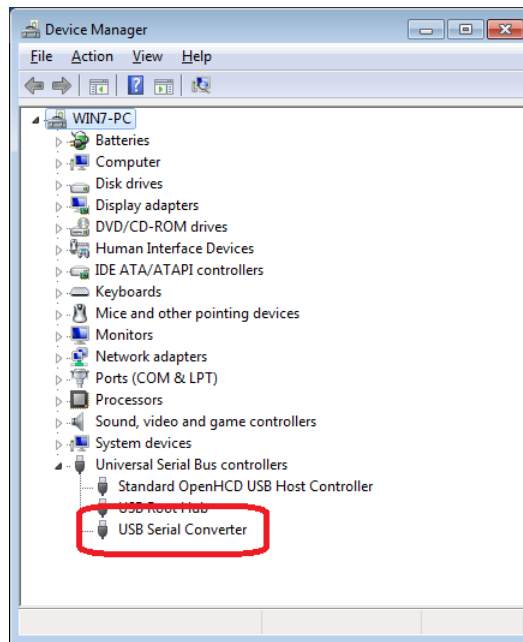 Device Manager
File Action View Help
WIN7-PC
Batteries
Computer
Disk drives
Display adapters
DVD/CD-ROM drives
Human Interface Devices
IDE ATA/ATAPI controllers
Keyboards
Mice and other pointing devices
Monitors
Network adapters
Ports (COM & LPT)
Processors
Sound, video and game controllers
System devices
Universal Serial Bus controllers
Standard OpenHCD USB Host Controller
USB Root Hub
USB Serial Converter